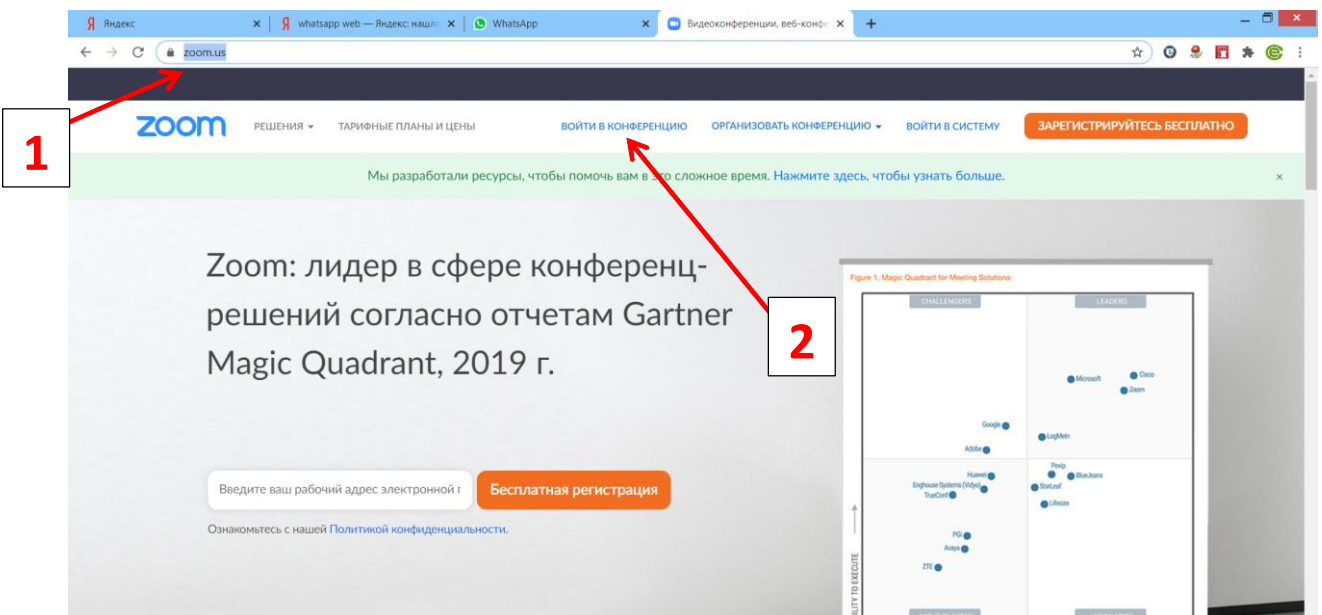 Яндекс
whatsapp web — Яндекс: нашл
WhatsApp
Видеоконференции, веб-конфе
zoom.us
1
zoom
РЕШЕНИЯ
ТАРИФНЫЕ ПЛАНЫ И ЦЕНЫ
ВОЙТИ В КОНФЕРЕНЦИЮ
ОРГАНИЗОВАТЬ КОНФЕРЕНЦИЮ
ВОЙТИ В СИСТЕМУ
ЗАРЕГИСТРИРУЙТЕСЬ БЕСПЛАТНО
Мы разработали ресурсы, чтобы помочь вам в это сложное время. Нажмите здесь, чтобы узнать больше.
Zoom: лидер в сфере конференц-
решений согласно отчетам Gartner
Magic Quadrant, 2019 г.
2
Введите ваш рабочий адрес электронной г
Бесплатная регистрация
Ознакомьтесь с нашей Политикой конфиденциальности.
Figure 1. Magic Quadrant for Meeting Solutions
CHALLENGERS
LEADERS
Microsoft
Cisco
Zoom
Google
LogMeIn
Adobe
Pexip
Huawei
BlueJeans
Enghouse Systems (Vidyo)
StarLeaf
TrueConf
Lifesize
PGi
Avaya
ZTE
ILITY TO EXECUTE